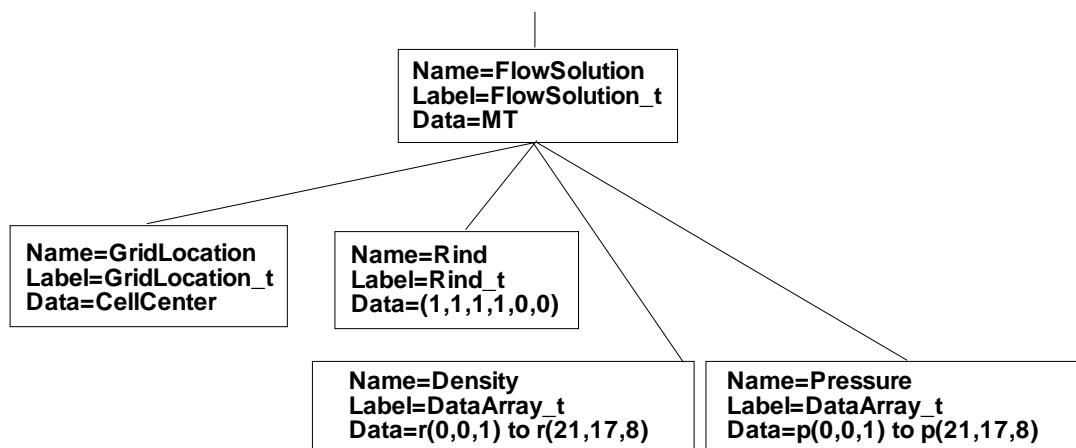 Name=FlowSolution
Label=FlowSolution_t
Data=MT
Name=GridLocation
Label=GridLocation_t
Data=CellCenter
Name=Rind
Label=Rind_t
Data=(1,1,1,1,0,0)
Name=Density
Label=DataArray_t
Data=r(0,0,1) to r(21,17,8)
Name=Pressure
Label=DataArray_t
Data=p(0,0,1) to p(21,17,8)